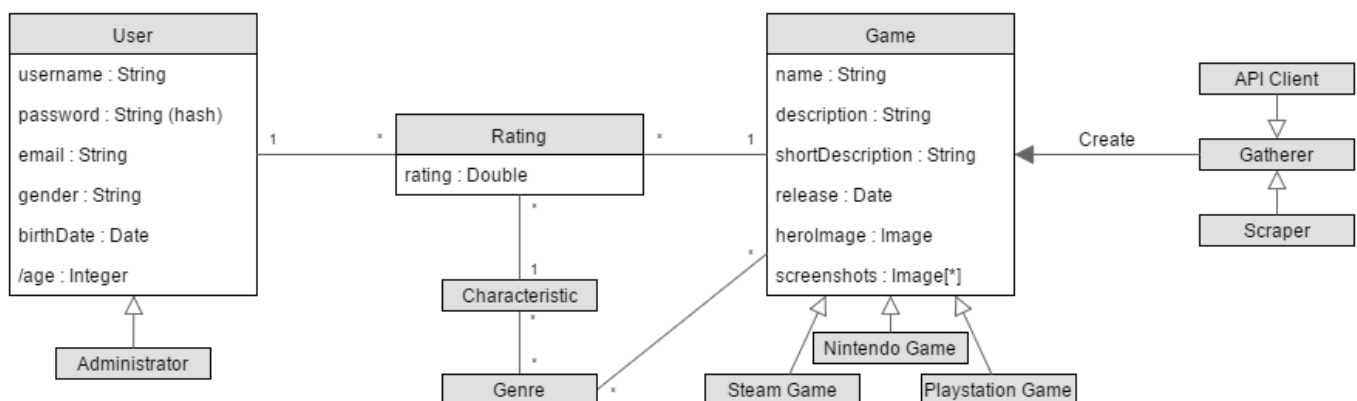 User
username : String
password : String (hash)
email : String
gender : String
birthDate : Date
/age : Integer
Administrator
1
*
Rating
rating : Double
*
1
*
1
Characteristic
*
*
Genre
*
*
Game
name : String
description : String
shortDescription : String
release : Date
heroImage : Image
screenshots : Image[*]
Nintendo Game
Steam Game
Playstation Game
Create
API Client
Gatherer
Scraper